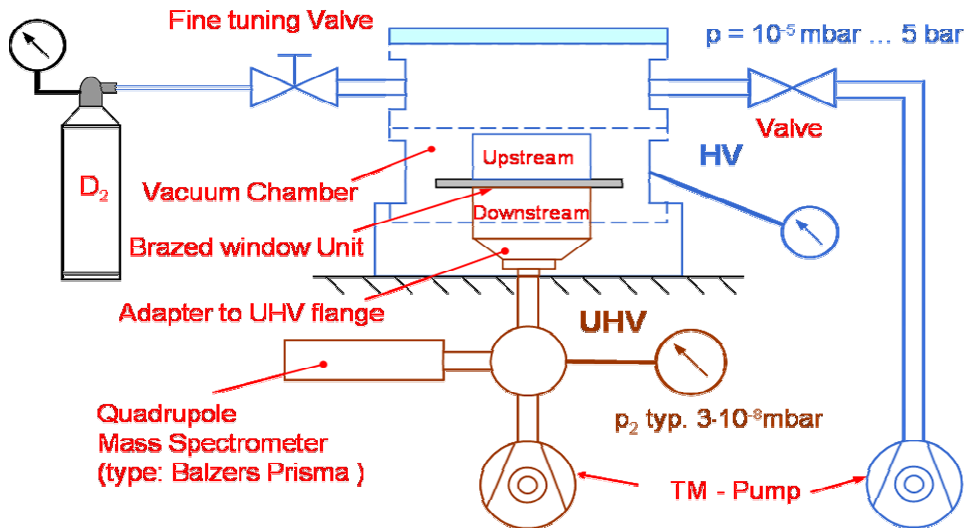 Fine tuning Valve
p = 10⁻⁵ mbar ... 5 bar
Valve
HV
D₂
Upstream
Vacuum Chamber
Downstream
Brazed window Unit
Adapter to UHV flange
UHV
Quadrupole
Mass Spectrometer
(type: Balzers Prisma )
p₂ typ. 3·10⁻⁸mbar
TM - Pump